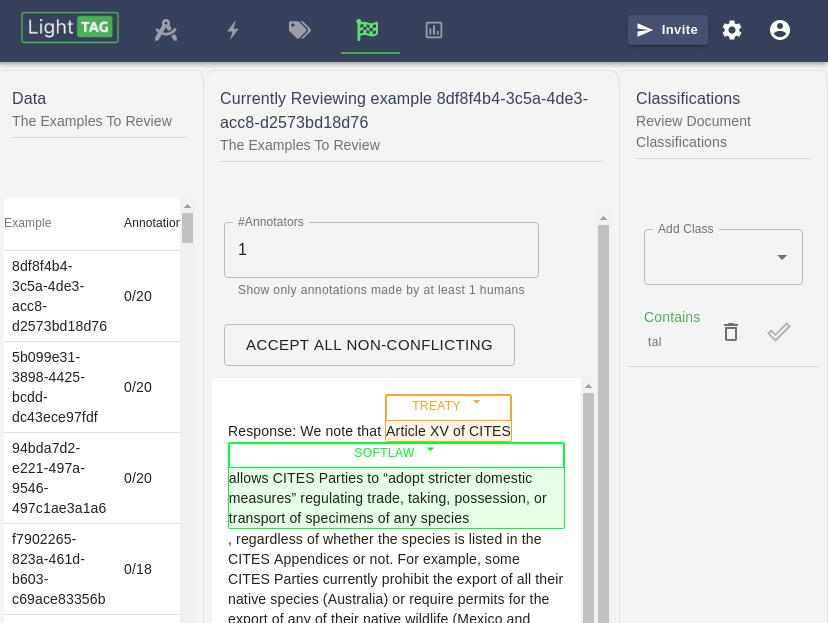 Light TAG
Invite
Data
The Examples To Review
Example
Annotation
8df8f4b4-
3c5a-4de3-
acc8-
d2573bd18d76
0/20
5b099e31-
3898-4425-
bcdd-
dc43ece97fdf
0/20
94bda7d2-
e221-497a-
9546-
497c1ae3a1a6
0/20
f7902265-
823a-461d-
b603-
c69ace83356b
0/18
Currently Reviewing example 8df8f4b4-3c5a-4de3-
acc8-d2573bd18d76
The Examples To Review
#Annotators
1
Show only annotations made by at least 1 humans
ACCEPT ALL NON-CONFLICTING
TREATY
Response: We note that Article XV of CITES
SOFTLAW
allows CITES Parties to “adopt stricter domestic
measures” regulating trade, taking, possession, or
transport of specimens of any species
, regardless of whether the species is listed in the
CITES Appendices or not. For example, some
CITES Parties currently prohibit the export of all their
native species (Australia) or require permits for the
export of any of their native wildlife (Mexico and
Classifications
Review Document
Classifications
Add Class
Contains
tal